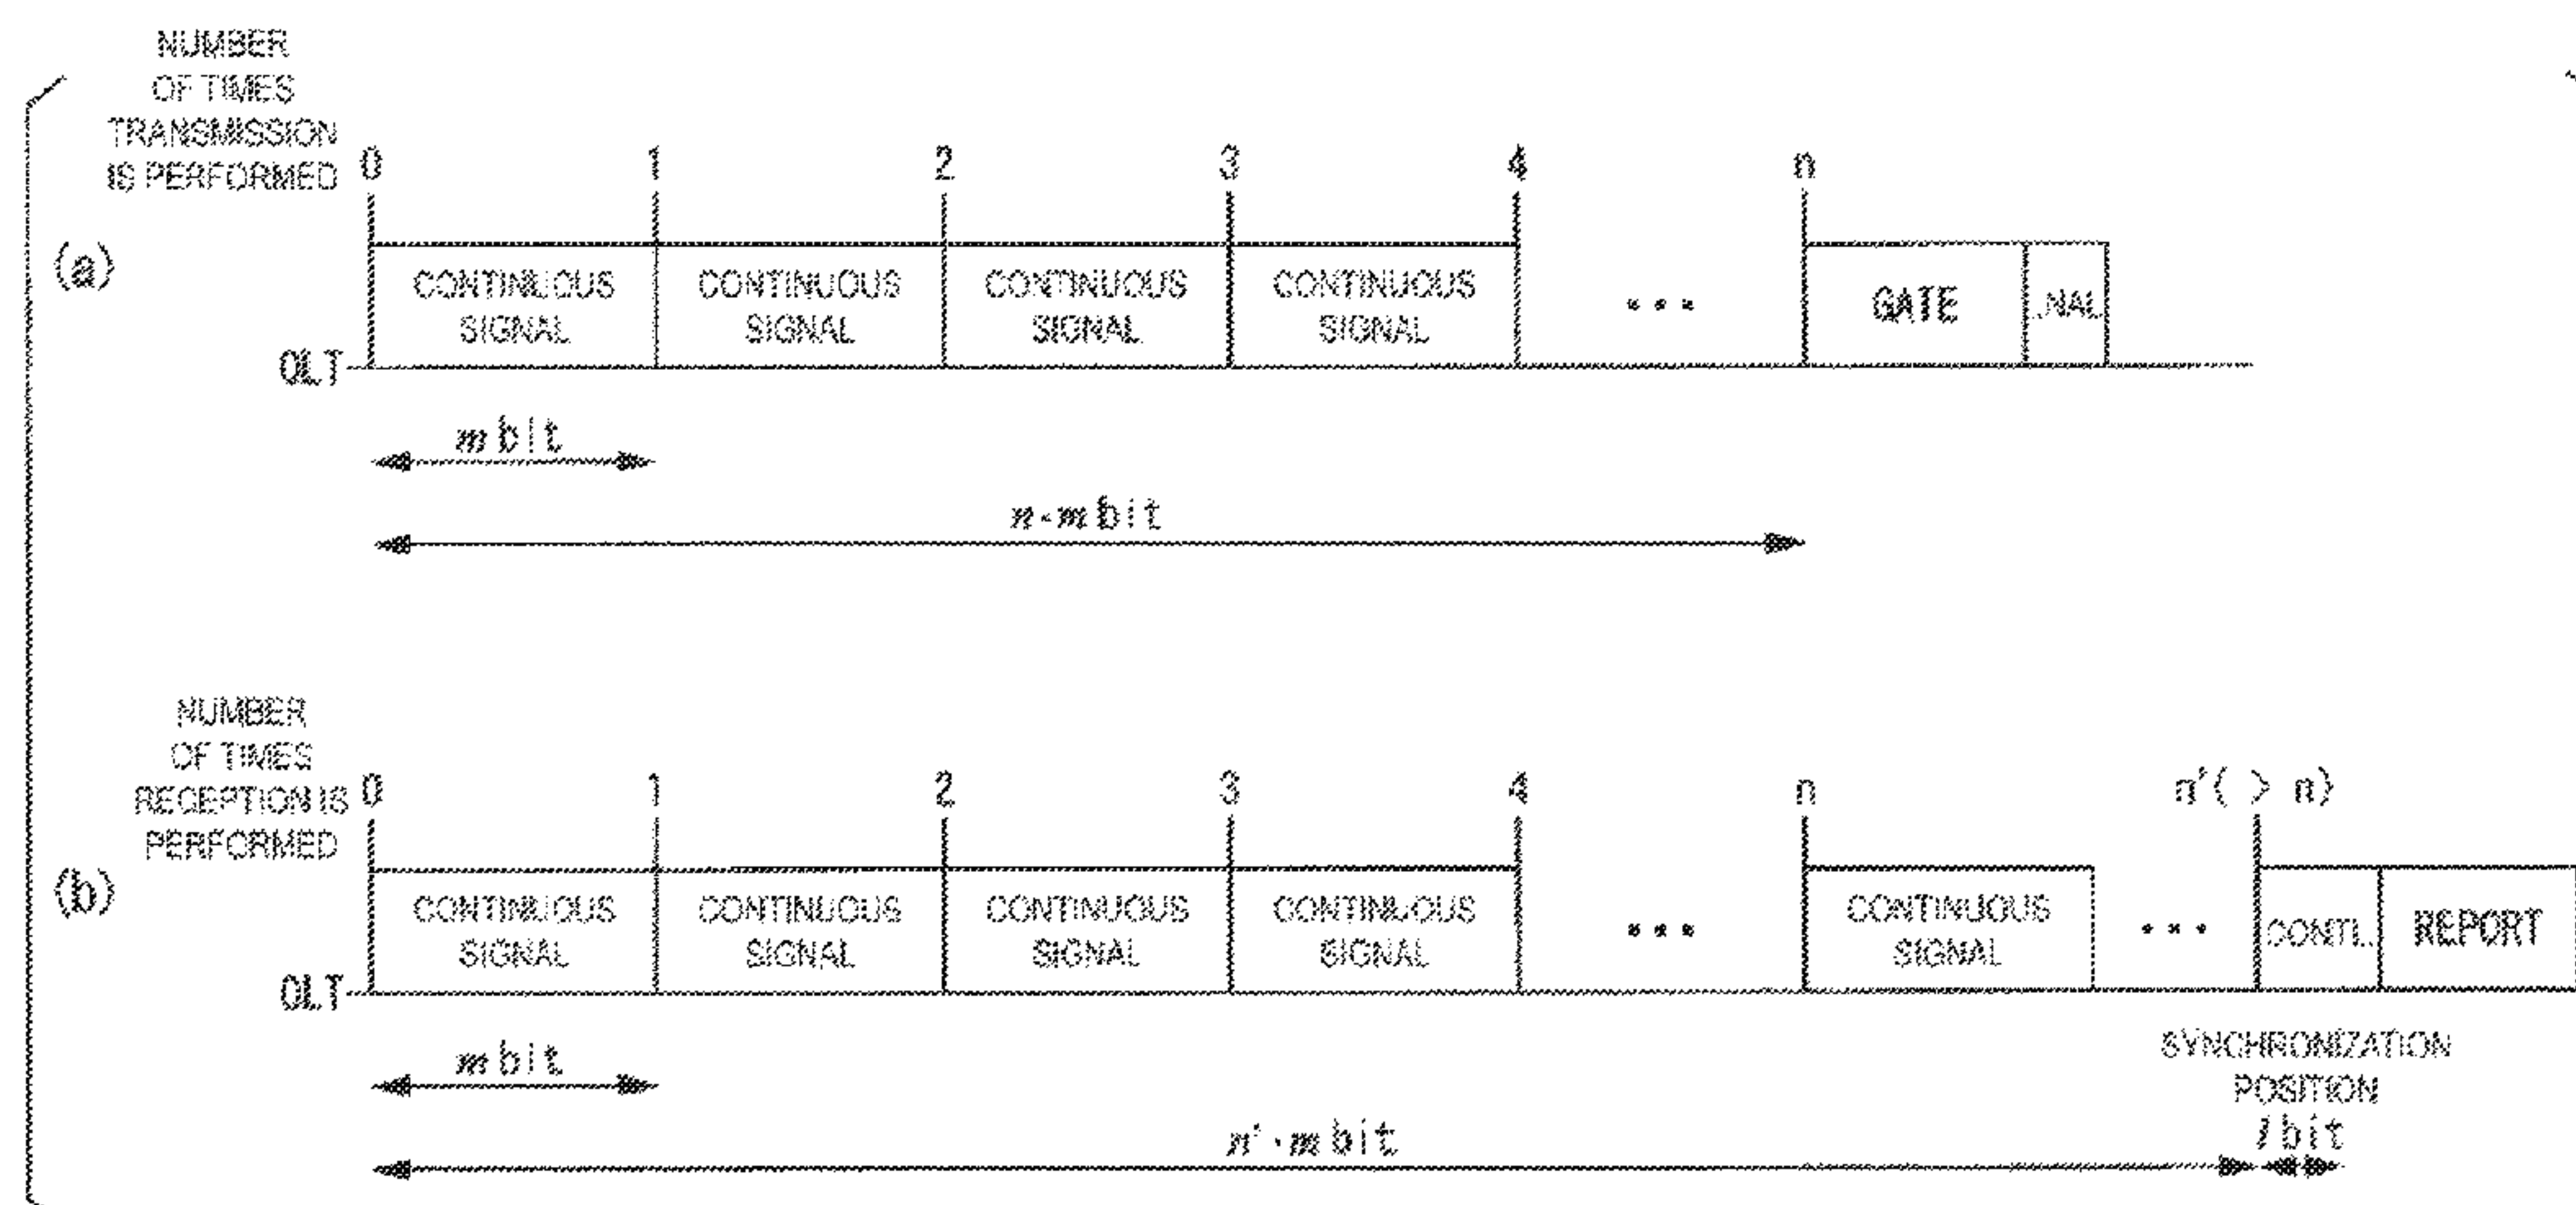 NUMBER
OF TIMES
TRANSMISSION
IS PERFORMED
0 1 2 3 4 n
(a)
CONTINUOUS SIGNAL
CONTINUOUS SIGNAL
CONTINUOUS SIGNAL
CONTINUOUS SIGNAL
...
GATE
..NAL
OLT
m bit
n·m bit
NUMBER
OF TIMES
RECEPTION IS
PERFORMED
0 1 2 3 4 n n'( > n)
(b)
CONTINUOUS SIGNAL
CONTINUOUS SIGNAL
CONTINUOUS SIGNAL
CONTINUOUS SIGNAL
...
CONTINUOUS SIGNAL
...
CONTI..
REPORT
OLT
m bit
SYNCHRONIZATION
POSITION
n'·m bit
l bit